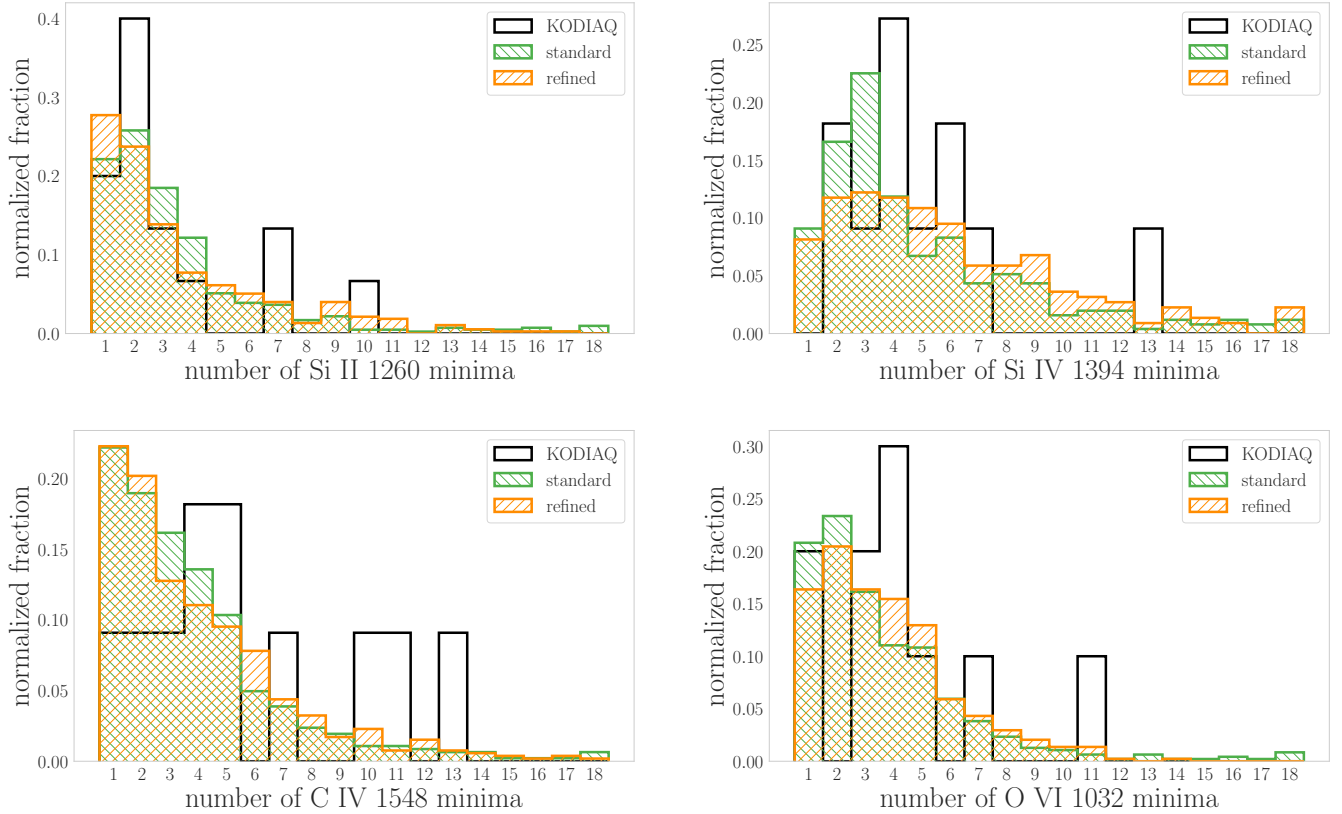 0.4
0.3
0.2
0.1
0.0
normalized fraction
KODIAQ
standard
refined
1 2 3 4 5 6 7 8 9 10 11 12 13 14 15 16 17 18
number of Si II 1260 minima
0.25
0.20
0.15
0.10
0.05
0.00
normalized fraction
KODIAQ
standard
refined
1 2 3 4 5 6 7 8 9 10 11 12 13 14 15 16 17 18
number of Si IV 1394 minima
0.20
0.15
0.10
0.05
0.00
normalized fraction
KODIAQ
standard
refined
1 2 3 4 5 6 7 8 9 10 11 12 13 14 15 16 17 18
number of C IV 1548 minima
0.30
0.25
0.20
0.15
0.10
0.05
0.00
normalized fraction
KODIAQ
standard
refined
1 2 3 4 5 6 7 8 9 10 11 12 13 14 15 16 17 18
number of O VI 1032 minima